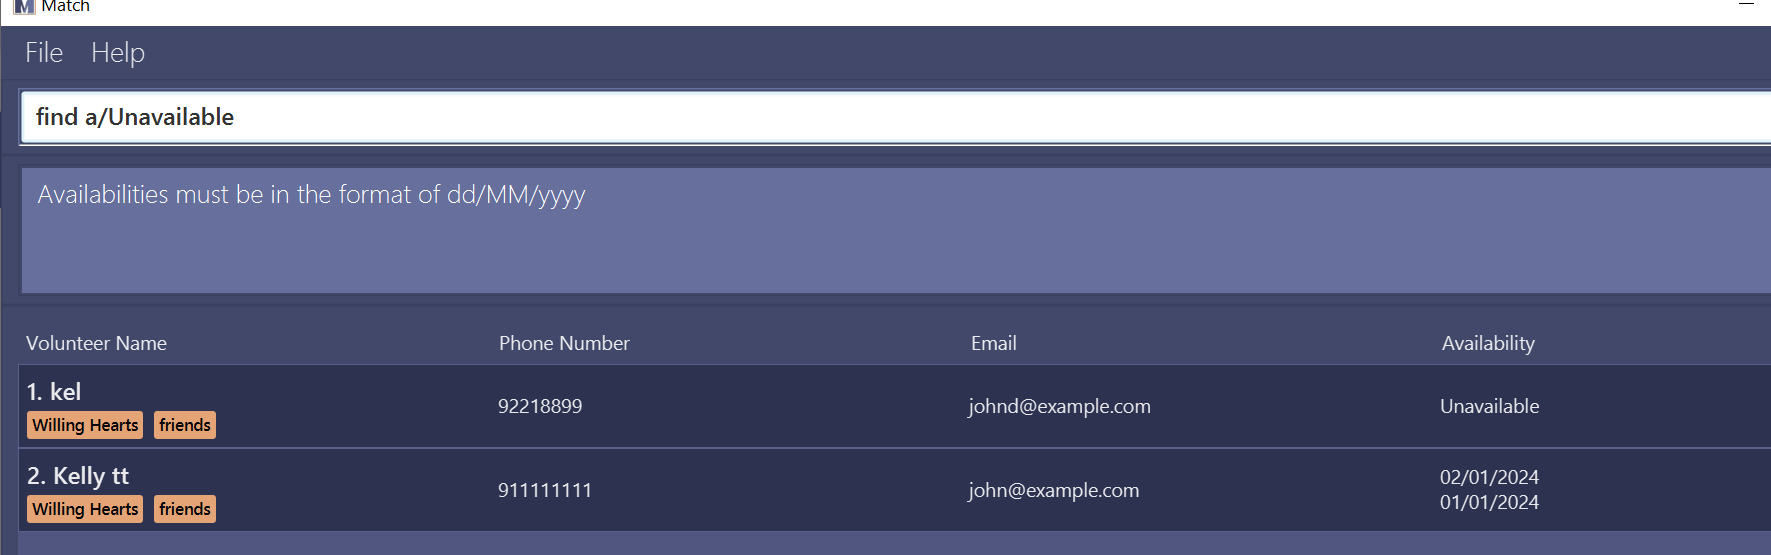 Match
File Help
find a/Unavailable
Availabilities must be in the format of dd/MM/yyyy
Volunteer Name Phone Number Email Availability
1. kel
Willing Hearts friends
92218899 johnd@example.com Unavailable
2. Kelly tt
Willing Hearts friends
911111111 john@example.com 02/01/2024
01/01/2024